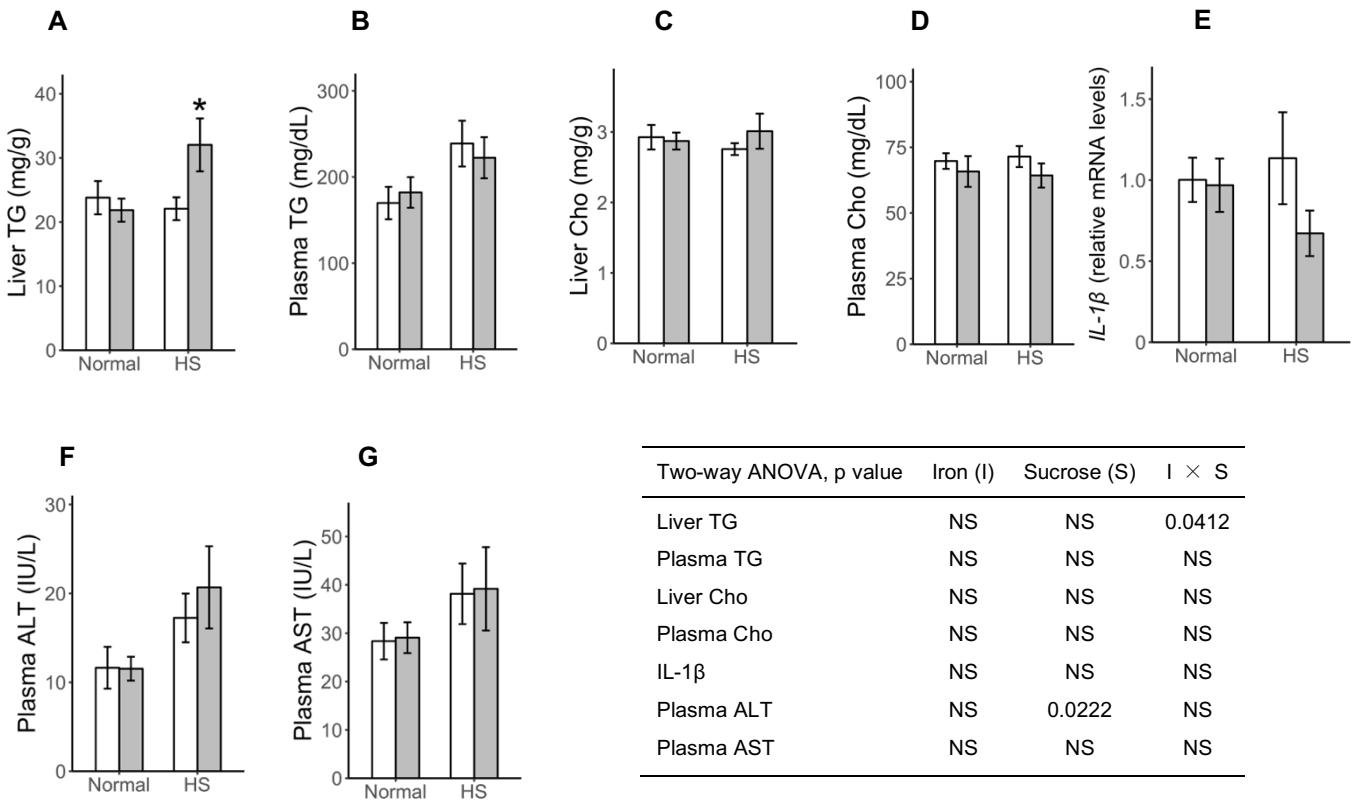 A
Liver TG (mg/g)
40
30
20
10
0
*
Normal HS
B
Plasma TG (mg/dL)
300
200
100
0
Normal HS
C
Liver Cho (mg/g)
3
2
1
0
Normal HS
D
Plasma Cho (mg/dL)
100
75
50
25
0
Normal HS
E
IL-1β (relative mRNA levels)
1.5
1.0
0.5
0
Normal HS
F
Plasma ALT (IU/L)
30
20
10
0
Normal HS
G
Plasma AST (IU/L)
50
40
30
20
10
0
Normal HS
Two-way ANOVA, p value Iron (I) Sucrose (S) I × S
Liver TG NS NS 0.0412
Plasma TG NS NS NS
Liver Cho NS NS NS
Plasma Cho NS NS NS
IL-1β NS NS NS
Plasma ALT NS 0.0222 NS
Plasma AST NS NS NS